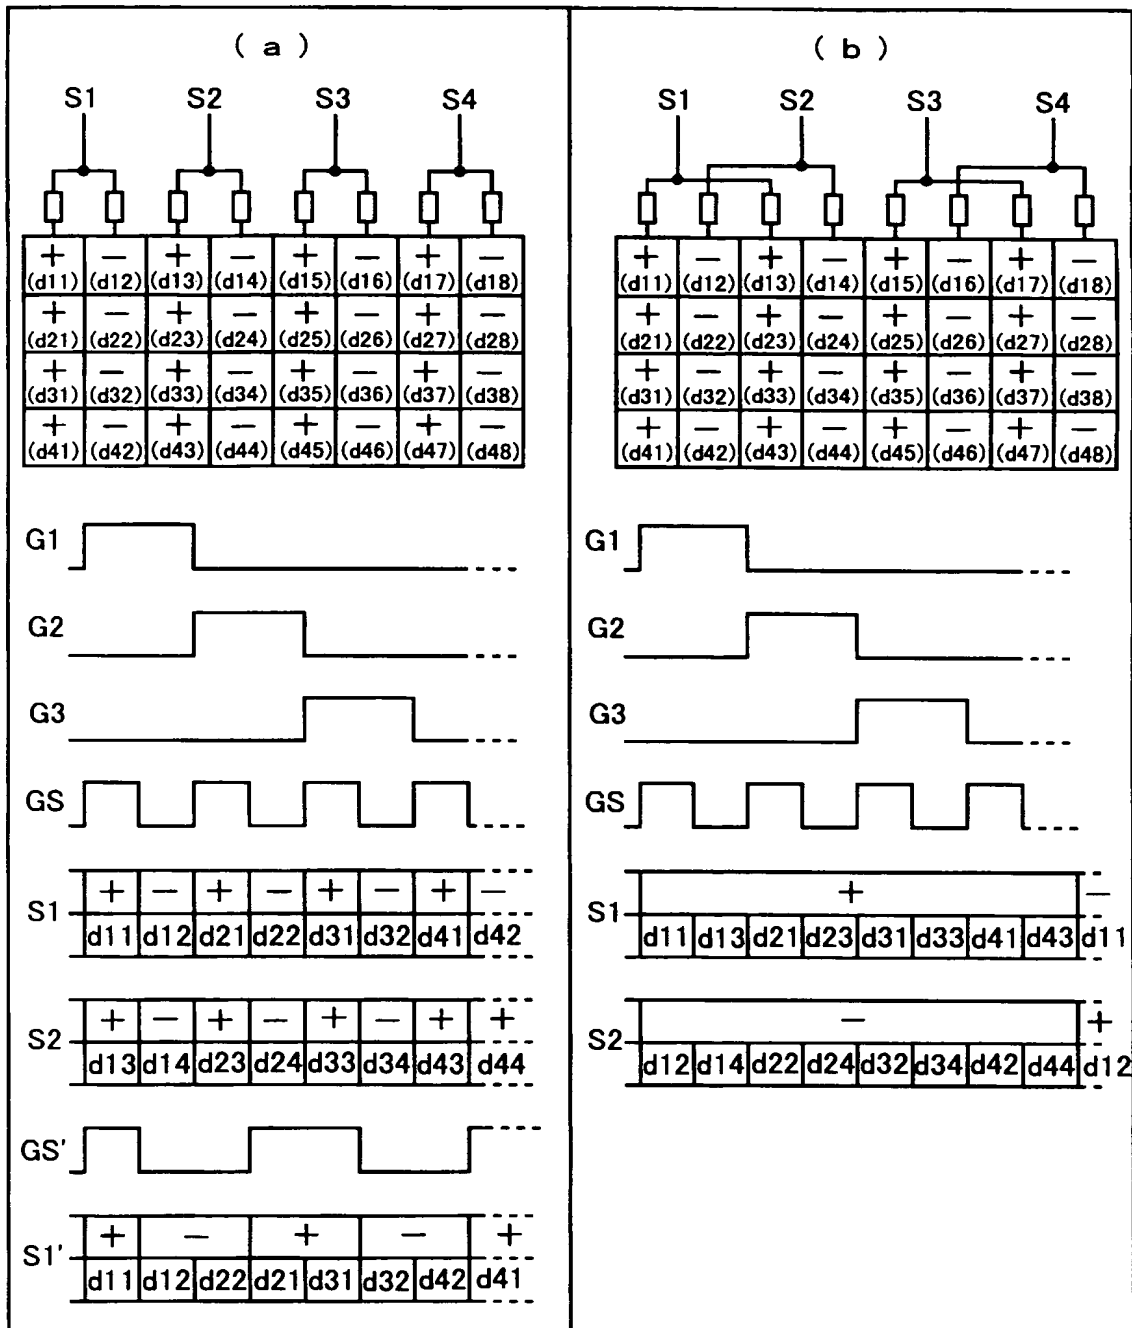 ( a )
S1 S2 S3 S4
+ − + − + − + −
(d11) (d12) (d13) (d14) (d15) (d16) (d17) (d18)
+ − + − + − + −
(d21) (d22) (d23) (d24) (d25) (d26) (d27) (d28)
+ − + − + − + −
(d31) (d32) (d33) (d34) (d35) (d36) (d37) (d38)
+ − + − + − + −
(d41) (d42) (d43) (d44) (d45) (d46) (d47) (d48)
G1
G2
G3
GS
S1
+ − + − + − + −
d11 d12 d21 d22 d31 d32 d41 d42
S2
+ − + − + − + +
d13 d14 d23 d24 d33 d34 d43 d44
GS'
S1'
+ − + − +
d11 d12 d22 d21 d31 d32 d42 d41
( b )
S1 S2 S3 S4
+ − + − + − + −
(d11) (d12) (d13) (d14) (d15) (d16) (d17) (d18)
+ − + − + − + −
(d21) (d22) (d23) (d24) (d25) (d26) (d27) (d28)
+ − + − + − + −
(d31) (d32) (d33) (d34) (d35) (d36) (d37) (d38)
+ − + − + − + −
(d41) (d42) (d43) (d44) (d45) (d46) (d47) (d48)
G1
G2
G3
GS
S1
+ −
d11 d13 d21 d23 d31 d33 d41 d43 d11
S2
− +
d12 d14 d22 d24 d32 d34 d42 d44 d12